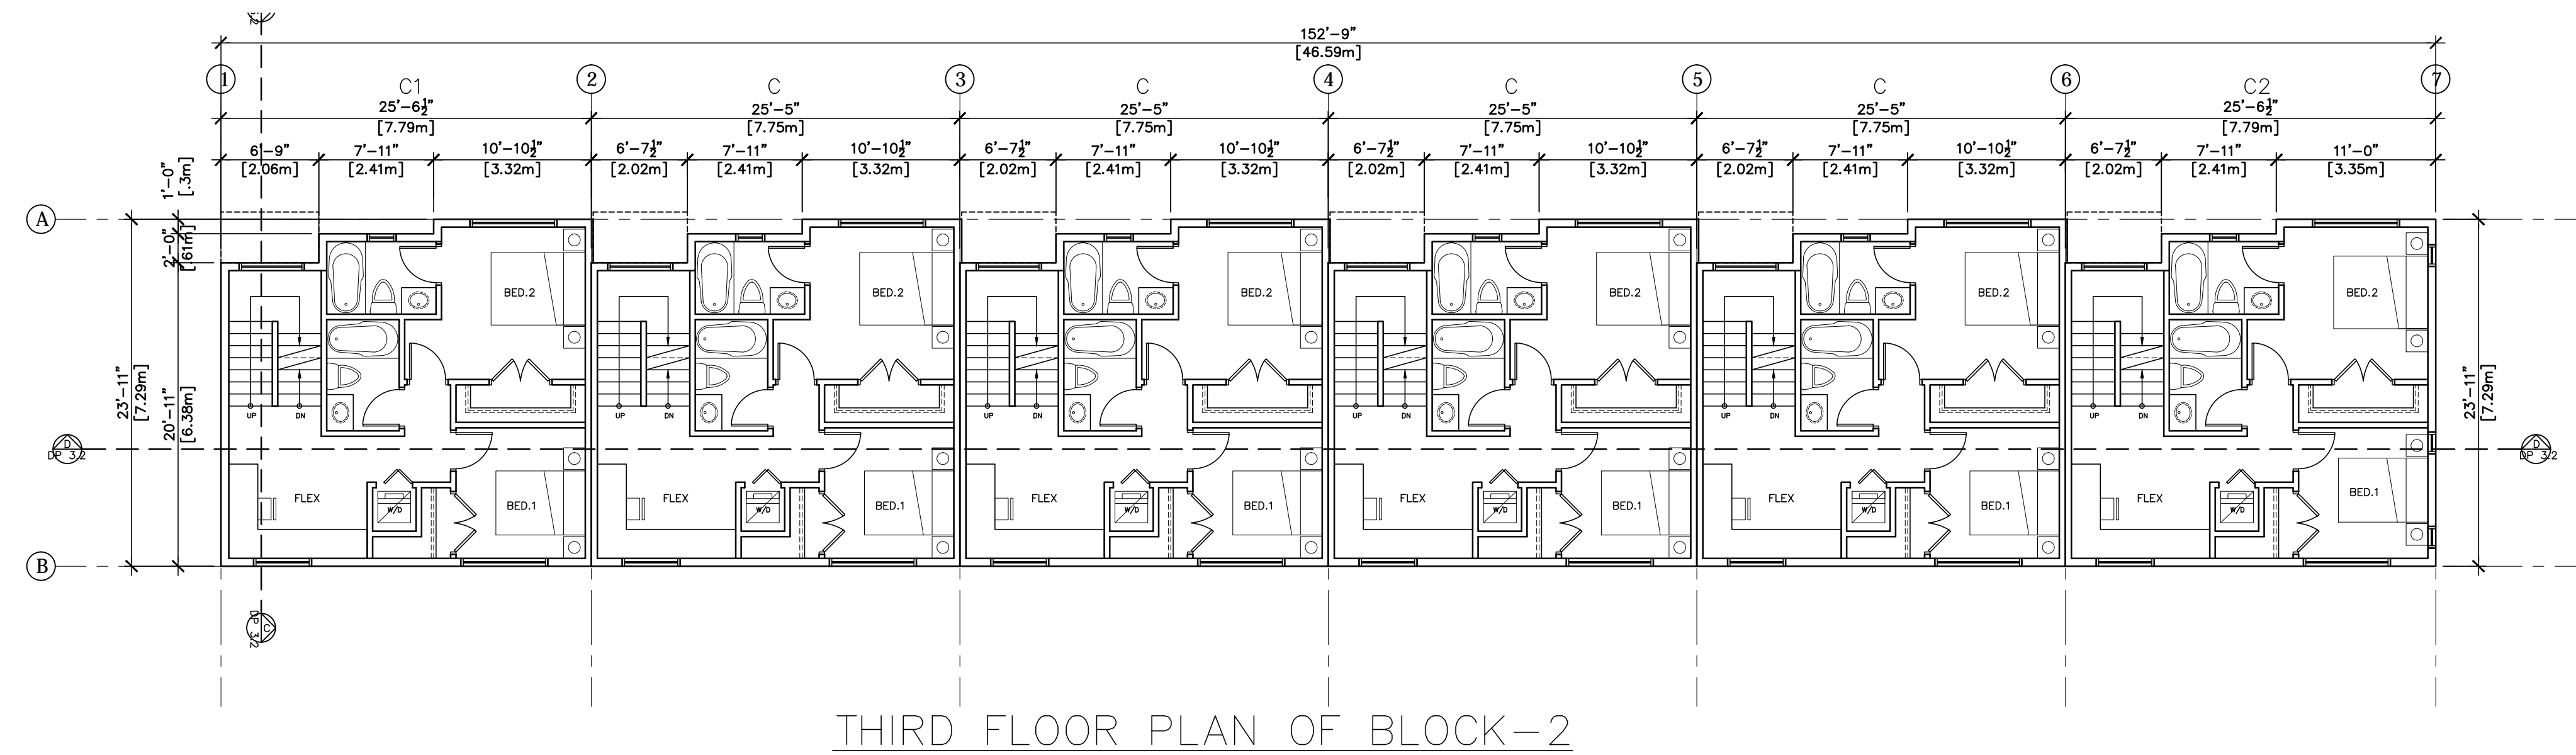 152'-9"
[46.59m]
1 2 3 4 5 6 7
C1 C C C C C2
25'-6½" 25'-5" 25'-5" 25'-5" 25'-5" 25'-6½"
[7.79m] [7.75m] [7.75m] [7.75m] [7.75m] [7.79m]
6'-9" 7'-11" 10'-10½" 6'-7½" 7'-11" 10'-10½" 6'-7½" 7'-11" 10'-10½" 6'-7½" 7'-11" 10'-10½" 6'-7½" 7'-11" 10'-10½" 6'-7½" 7'-11" 11'-0"
[2.06m] [2.41m] [3.32m] [2.02m] [2.41m] [3.32m] [2.02m] [2.41m] [3.32m] [2.02m] [2.41m] [3.32m] [2.02m] [2.41m] [3.32m] [2.02m] [2.41m] [3.35m]
1'-0"
[.3m]
A
2'-0"
[.61m]
BED.2 BED.2 BED.2 BED.2 BED.2 BED.2
23'-11"
[7.29m]
20'-11"
[6.38m]
23'-11"
[7.29m]
UP DN UP DN UP DN UP DN UP DN UP DN
D
DP 3.2
D
DP 3.2
FLEX BED.1 FLEX BED.1 FLEX BED.1 FLEX BED.1 FLEX BED.1 FLEX BED.1
W/D W/D W/D W/D W/D W/D
B
C
DP 3.2
THIRD FLOOR PLAN OF BLOCK-2